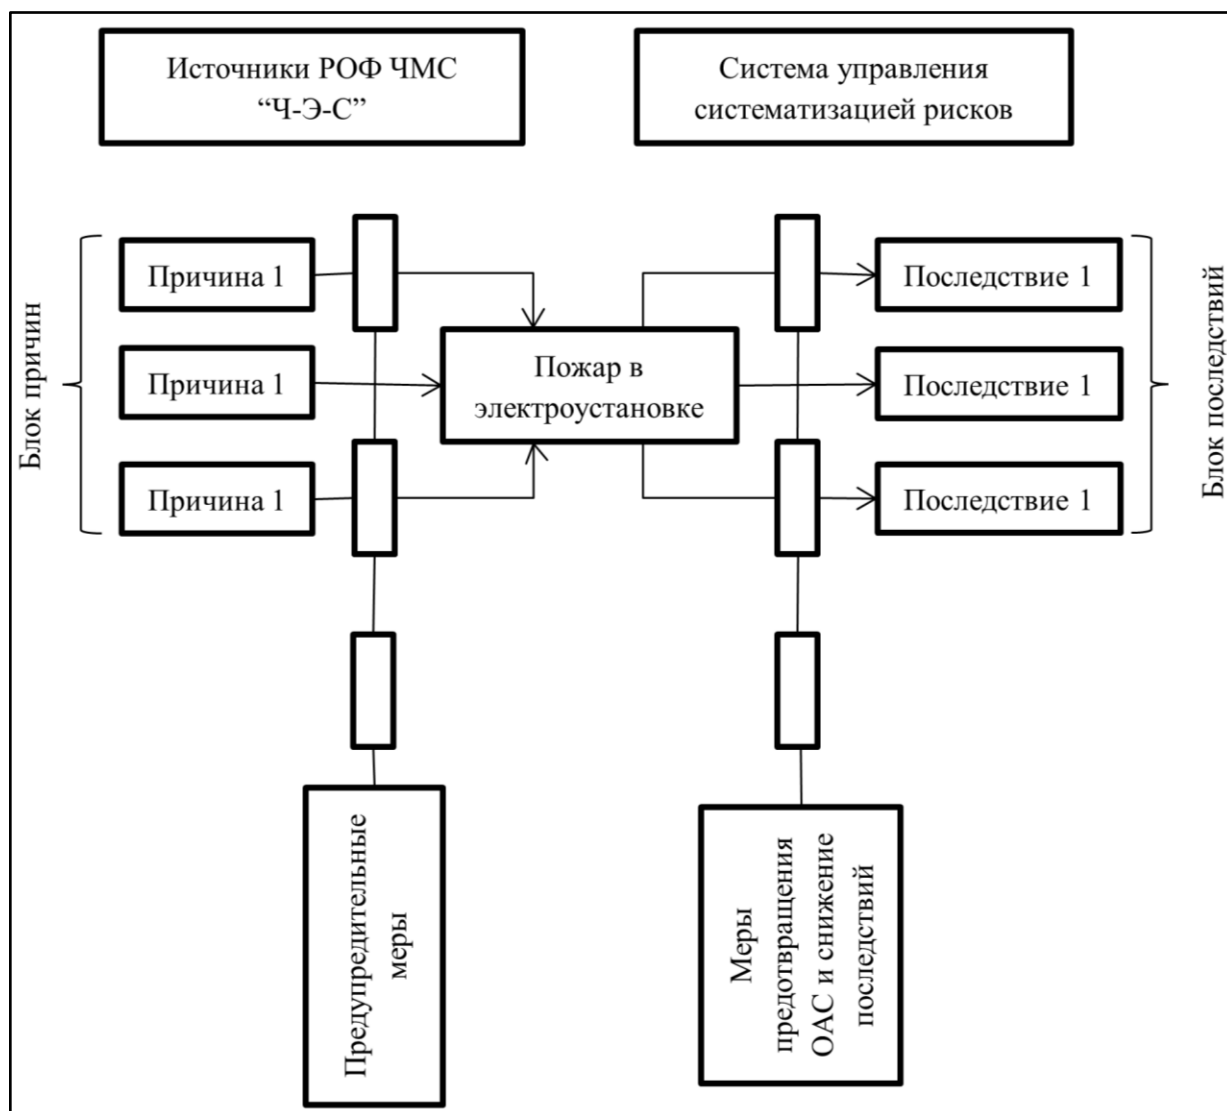 Источники РОФ ЧМС
“Ч-Э-С”
Система управления
систематизацией рисков
Блок причин
Причина 1
Причина 1
Причина 1
Пожар в
электроустановке
Последствие 1
Последствие 1
Последствие 1
Блок последствий
Предупредительные
меры
Меры
предотвращения
ОАС и снижение
последствий